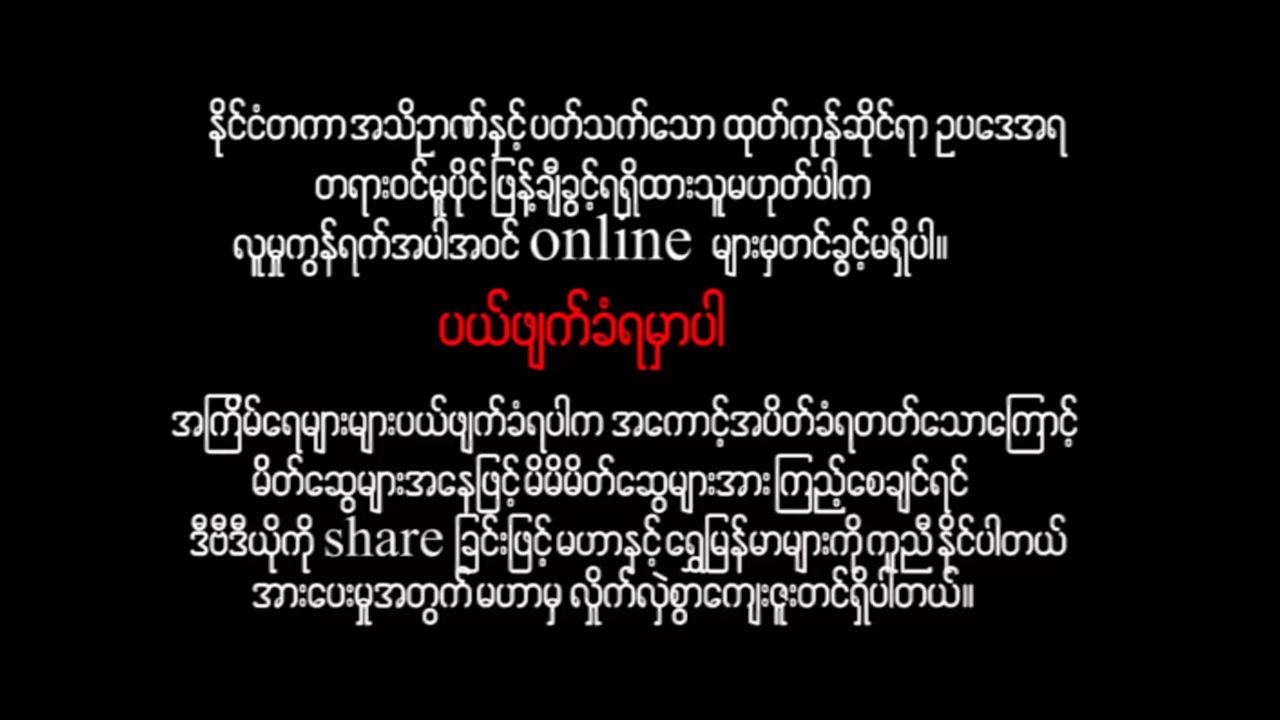 နိုင်ငံတကာ အသိဉာဏ်နှင့် ပတ်သက်သော ထုတ်ကုန်ဆိုင်ရာ ဥပဒေအရ
တရားဝင်မူပိုင် ဖြန့်ချီခွင့်ရရှိထားသူမဟုတ်ပါက
လူမှုကွန်ရက်အပါအဝင် online များမှတင်ခွင့်မရှိပါ။
ပယ်ဖျက်ခံရမှာပါ
အကြိမ်ရေများများပယ်ဖျက်ခံရပါက အကောင့်အပိတ်ခံရတတ်သောကြောင့်
မိတ်ဆွေများအနေဖြင့် မိမိမိတ်ဆွေများအား ကြည့်စေချင်ရင်
ဒီဗီဒီယိုကို share ခြင်းဖြင့် မဟာနှင့် ရွှေမြန်မာများကို ကူညီ နိုင်ပါတယ်
အားပေးမှုအတွက် မဟာမှ လှိုက်လှဲစွာကျေးဇူးတင်ရှိပါတယ်။